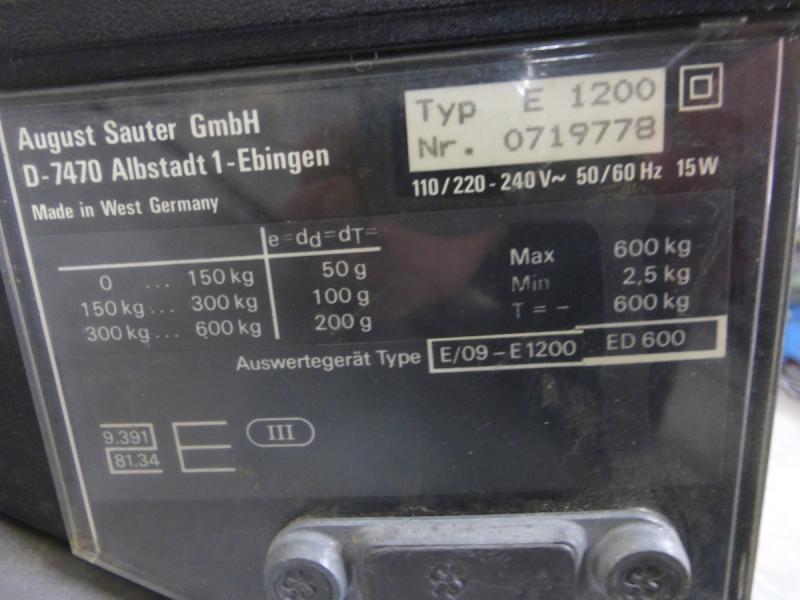 August Sauter GmbH
D-7470 Albstadt 1-Ebingen
Made in West Germany
Typ E 1200
Nr. 0719778
110/220-240 V~ 50/60 Hz 15 W
e=dd=dT=
0 ... 150 kg 50 g
150 kg... 300 kg 100 g
300 kg... 600 kg 200 g
Max 600 kg
Min 2,5 kg
T = – 600 kg
Auswertegerät Type E/09 – E 1200 ED 600
9.391
81.34
E
III